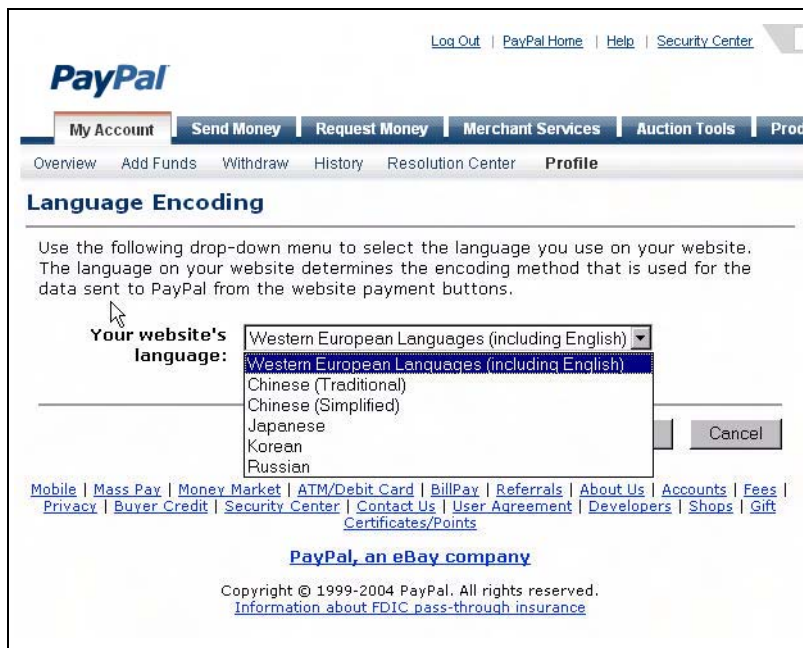 Log Out | PayPal Home | Help | Security Center
PayPal
My Account Send Money Request Money Merchant Services Auction Tools
Overview Add Funds Withdraw History Resolution Center Profile
Language Encoding
Use the following drop-down menu to select the language you use on your website.
The language on your website determines the encoding method that is used for the
data sent to PayPal from the website payment buttons.
Your website's Western European Languages (including English)
language:
Western European Languages (including English)
Chinese (Traditional)
Chinese (Simplified)
Japanese
Korean
Russian
Cancel
Mobile | Mass Pay | Money Market | ATM/Debit Card | BillPay | Referrals | About Us | Accounts | Fees |
Privacy | Buyer Credit | Security Center | Contact Us | User Agreement | Developers | Shops | Gift
Certificates/Points
PayPal, an eBay company
Copyright © 1999-2004 PayPal. All rights reserved.
Information about FDIC pass-through insurance